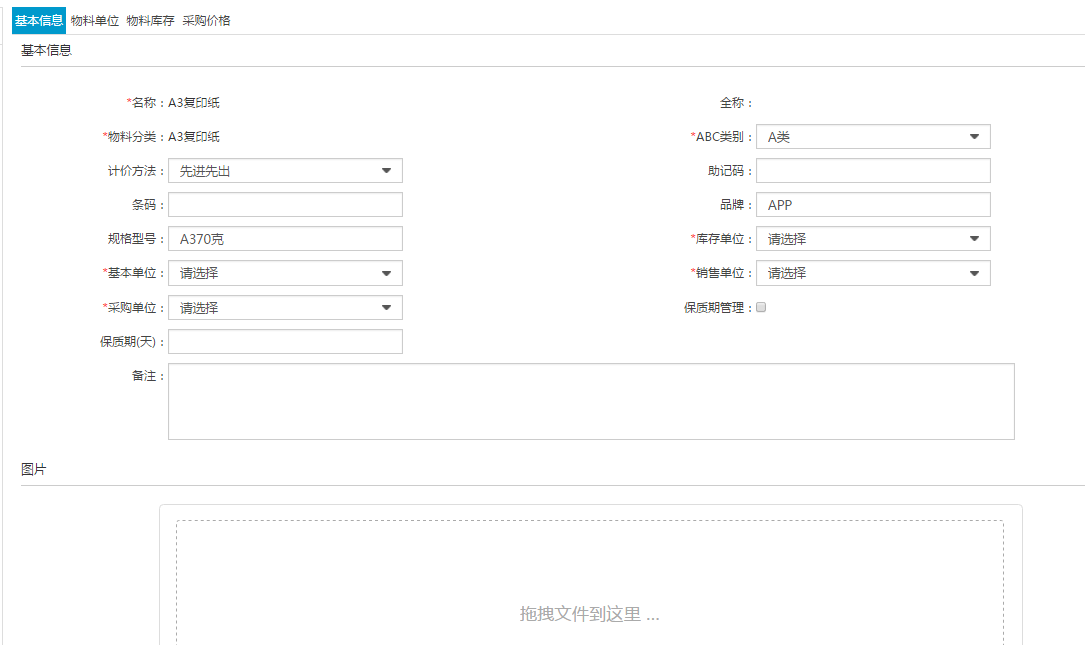 基本信息 物料单位 物料库存 采购价格
基本信息
*名称：A3复印纸 全称：
*物料分类：A3复印纸 *ABC类别：A类
计价方法：先进先出 助记码：
条码： 品牌：APP
规格型号：A370克 *库存单位：请选择
*基本单位：请选择 *销售单位：请选择
*采购单位：请选择 保质期管理：
保质期(天)：
备注：
图片
拖拽文件到这里 ...